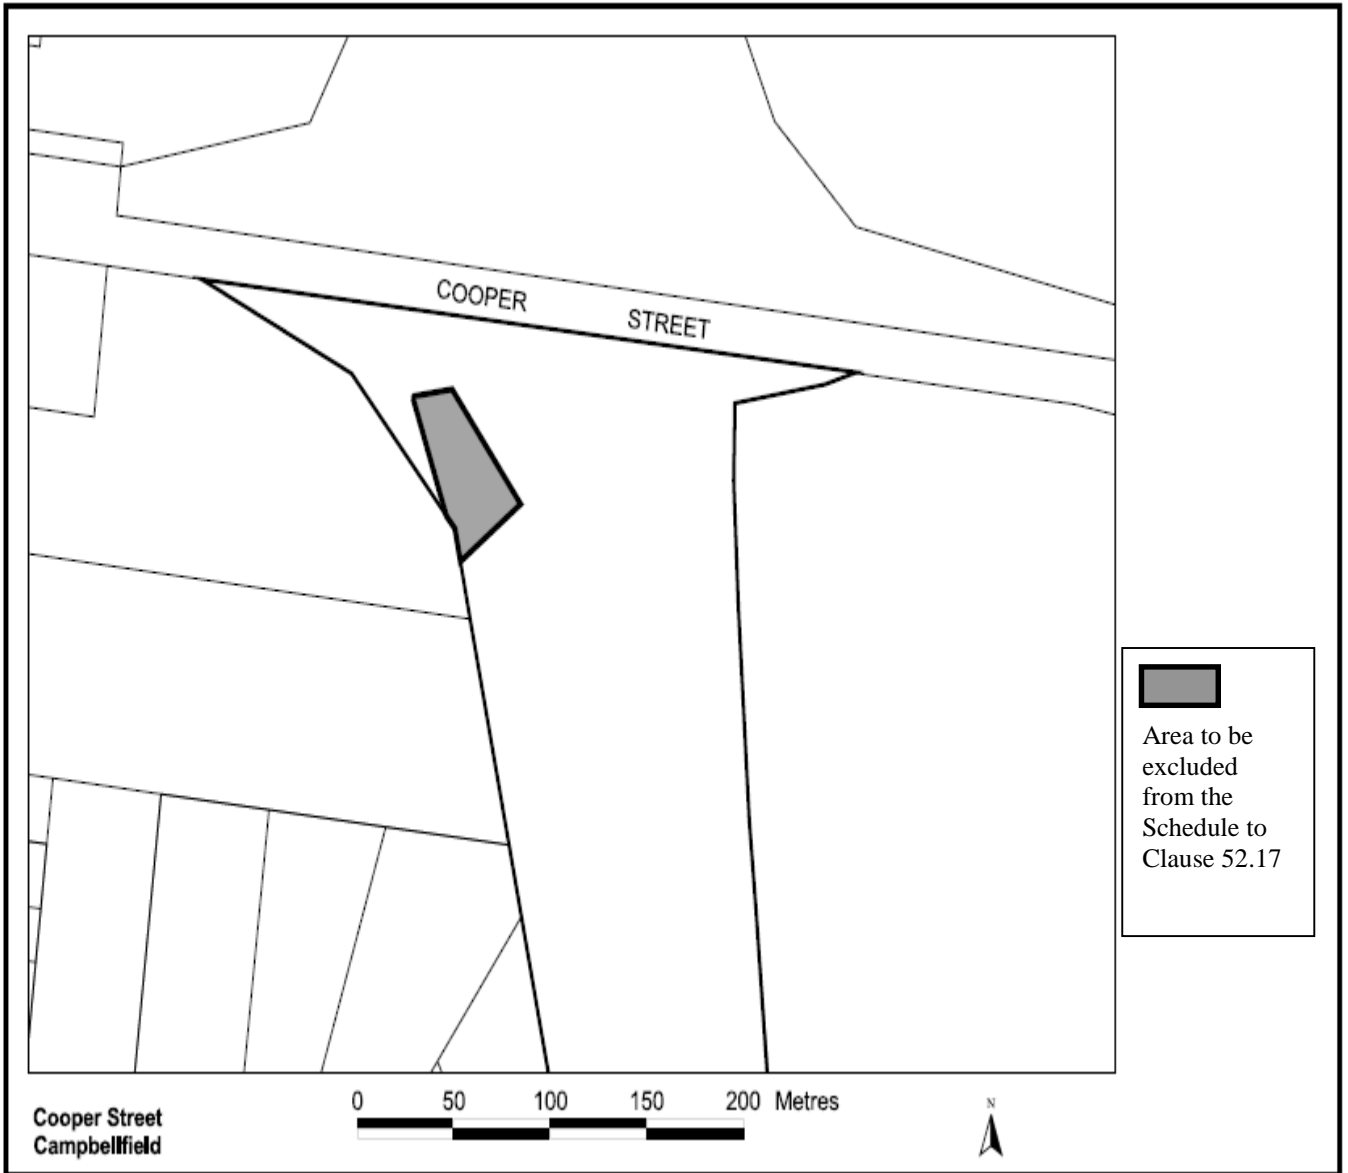 COOPER STREET
Area to be
excluded
from the
Schedule to
Clause 52.17
0 50 100 150 200 Metres
N
Cooper Street
Campbellfield